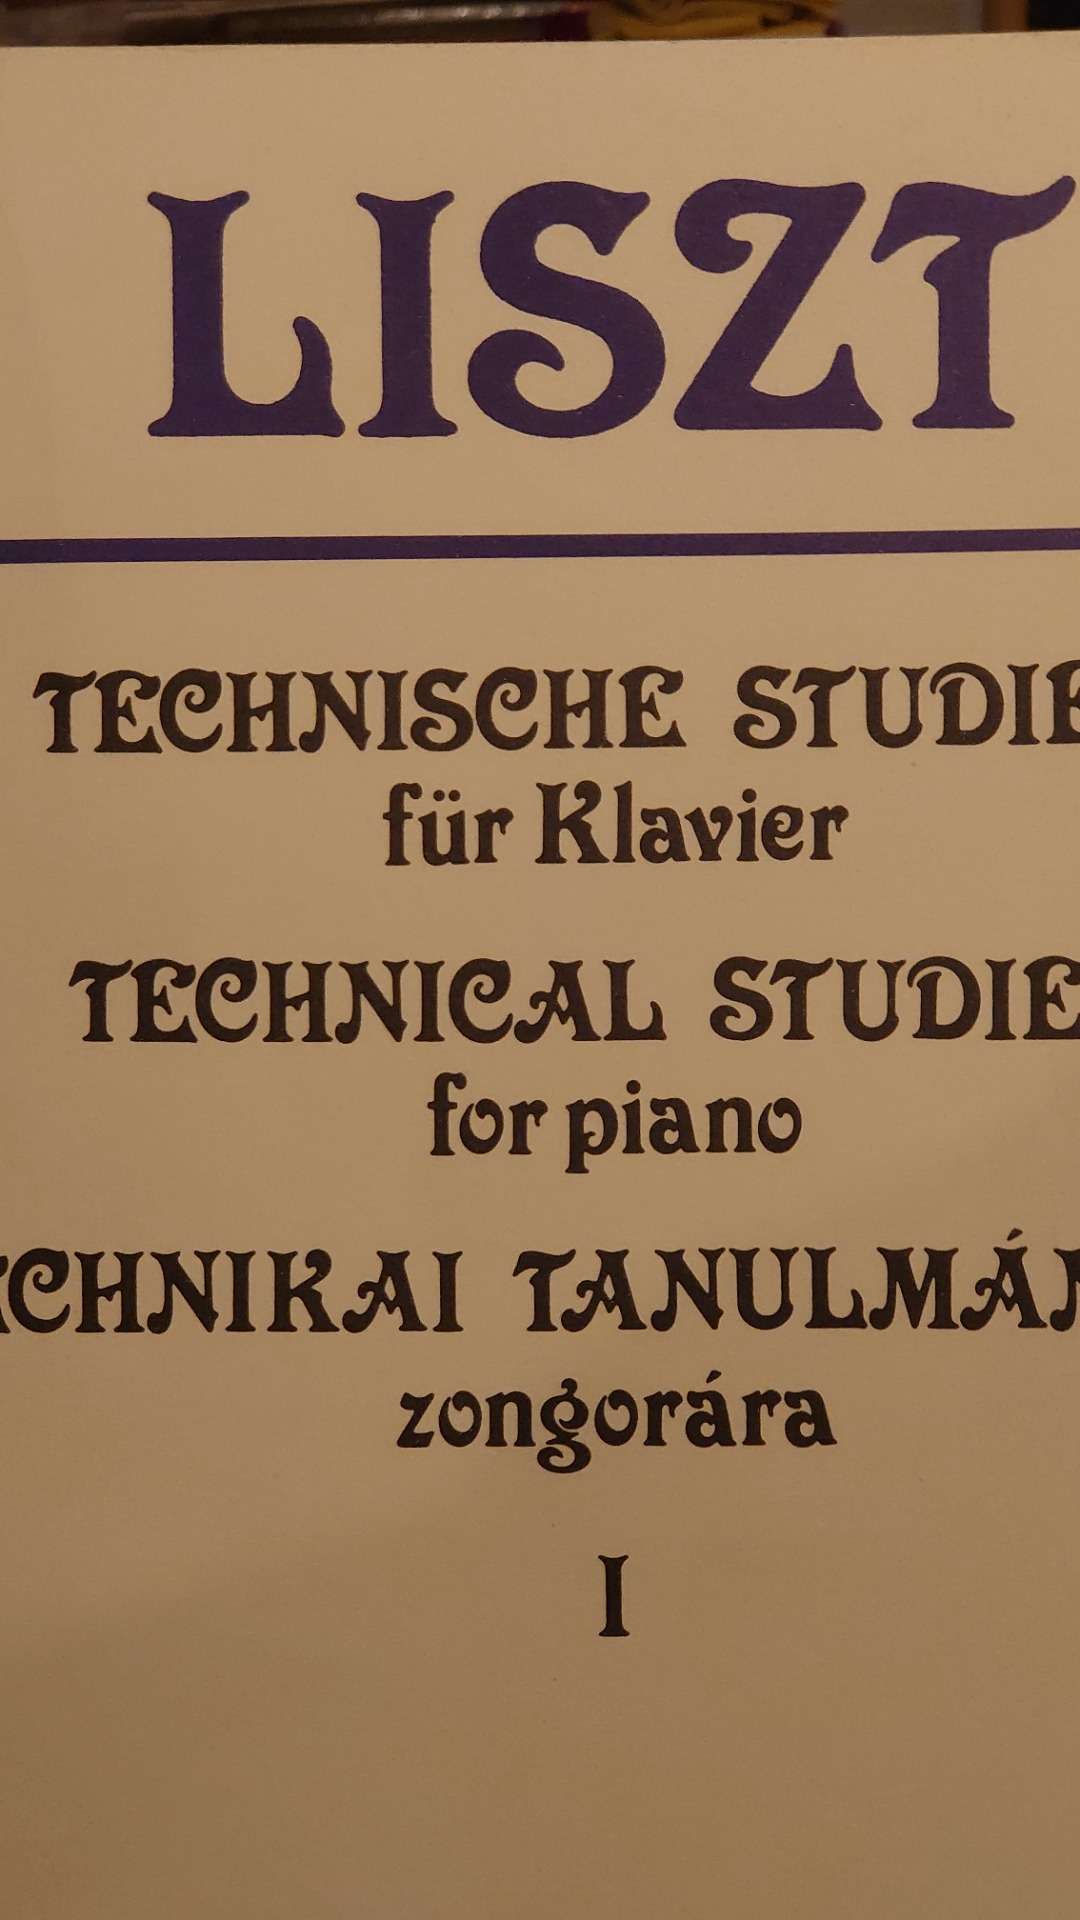 LISZT
TECHNISCHE STUDIE
für Klavier
TECHNICAL STUDIE
for piano
CHNIKAI TANULMÁN
zongorára
I